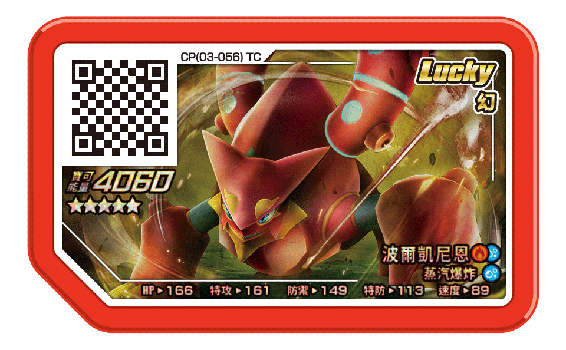 CP(03-056) TC
Lucky
幻
寶可
能量 4060
波爾凱尼恩
蒸汽爆炸
HP▶166 特攻▶161 防禦▶149 特防▶113 速度▶89